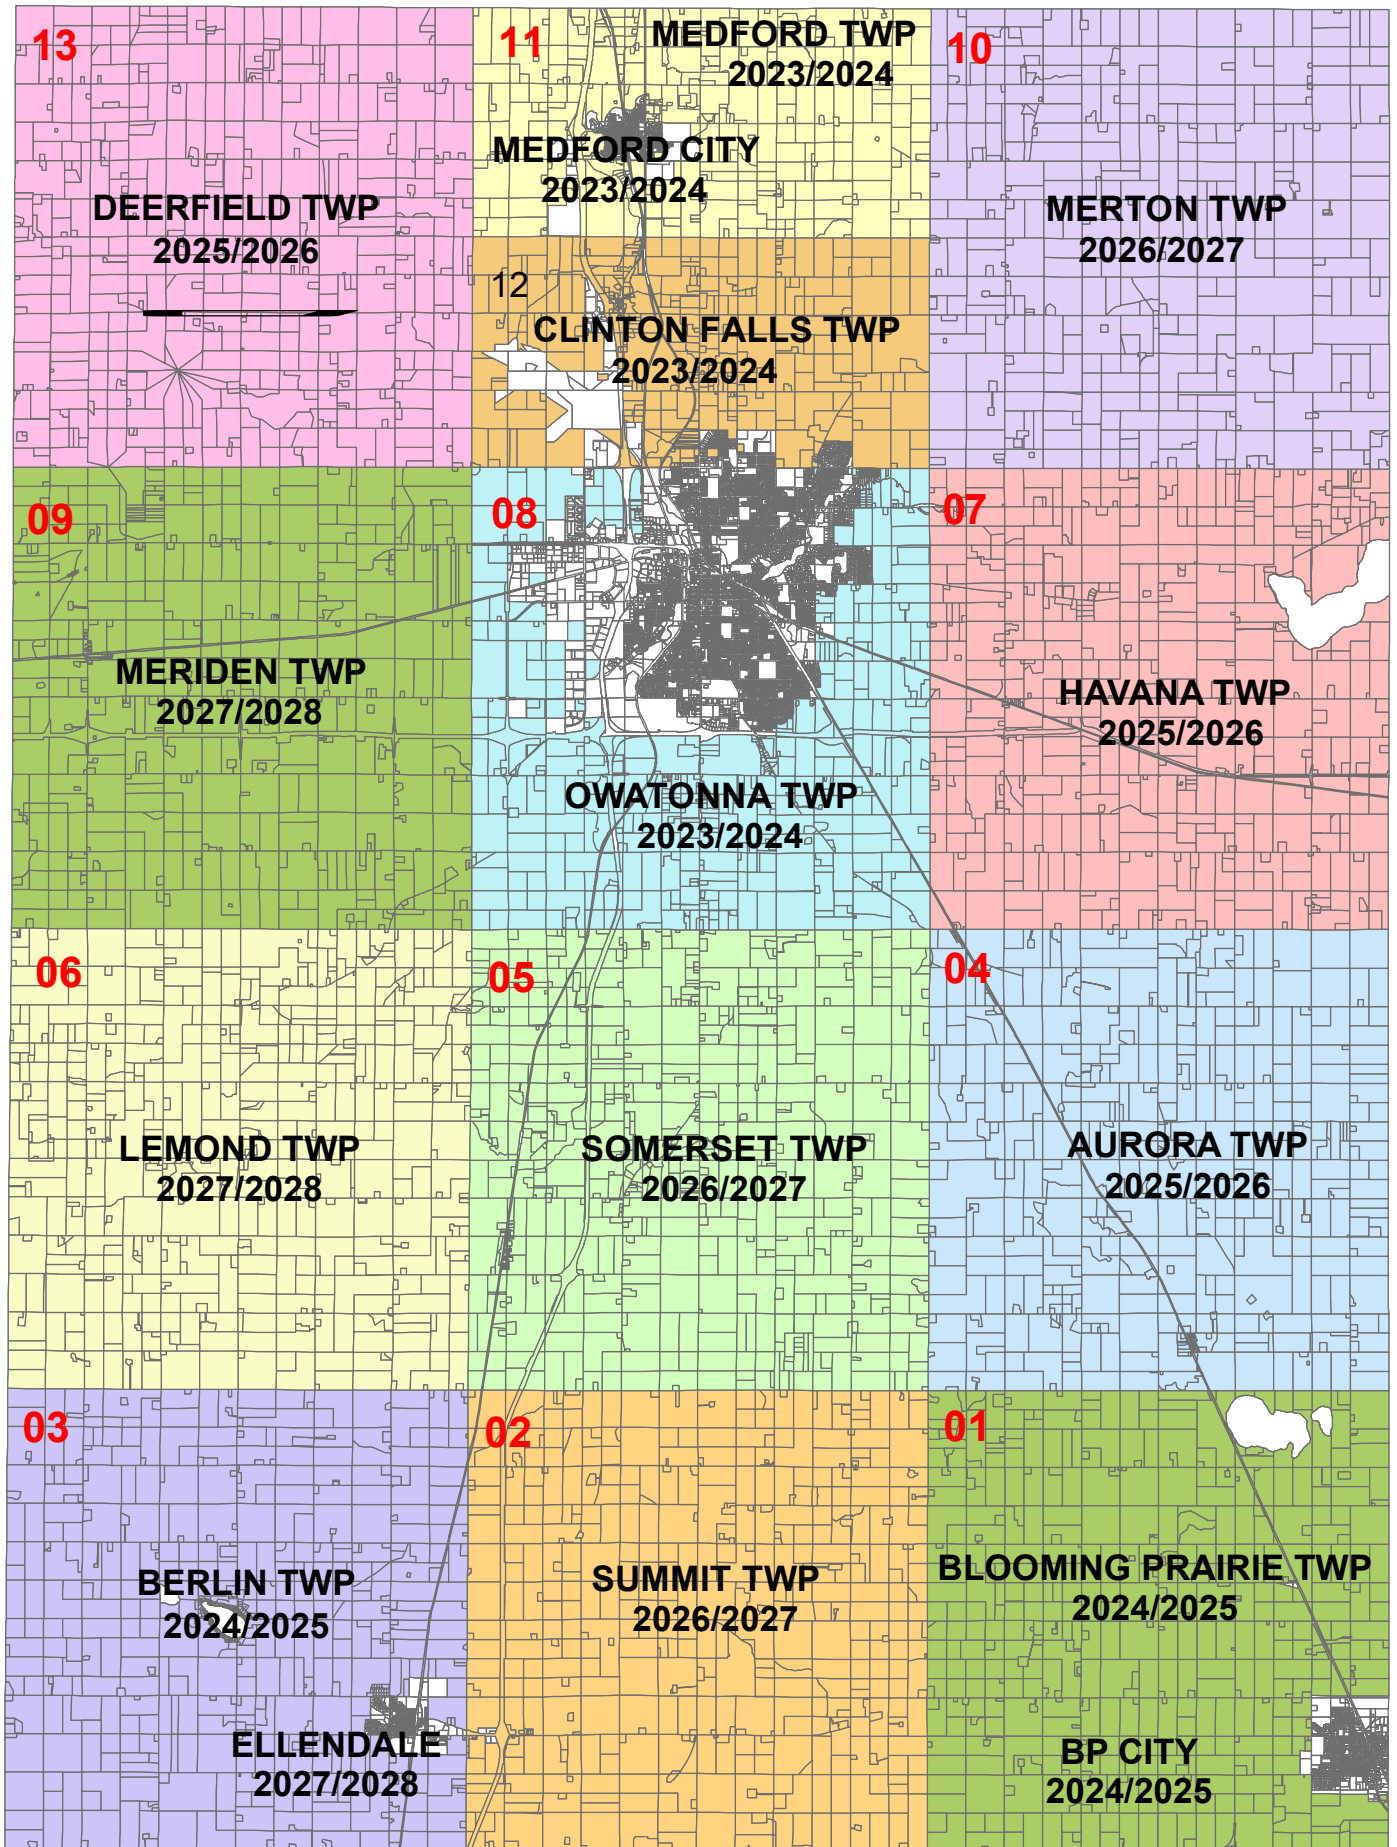 13
11
MEDFORD TWP
2023/2024
10
MEDFORD CITY
2023/2024
DEERFIELD TWP
2025/2026
MERTON TWP
2026/2027
12
CLINTON FALLS TWP
2023/2024
09
08
07
MERIDEN TWP
2027/2028
HAVANA TWP
2025/2026
OWATONNA TWP
2023/2024
06
05
04
LEMOND TWP
2027/2028
SOMERSET TWP
2026/2027
AURORA TWP
2025/2026
03
02
01
BERLIN TWP
2024/2025
SUMMIT TWP
2026/2027
BLOOMING PRAIRIE TWP
2024/2025
ELLENDALE
2027/2028
BP CITY
2024/2025